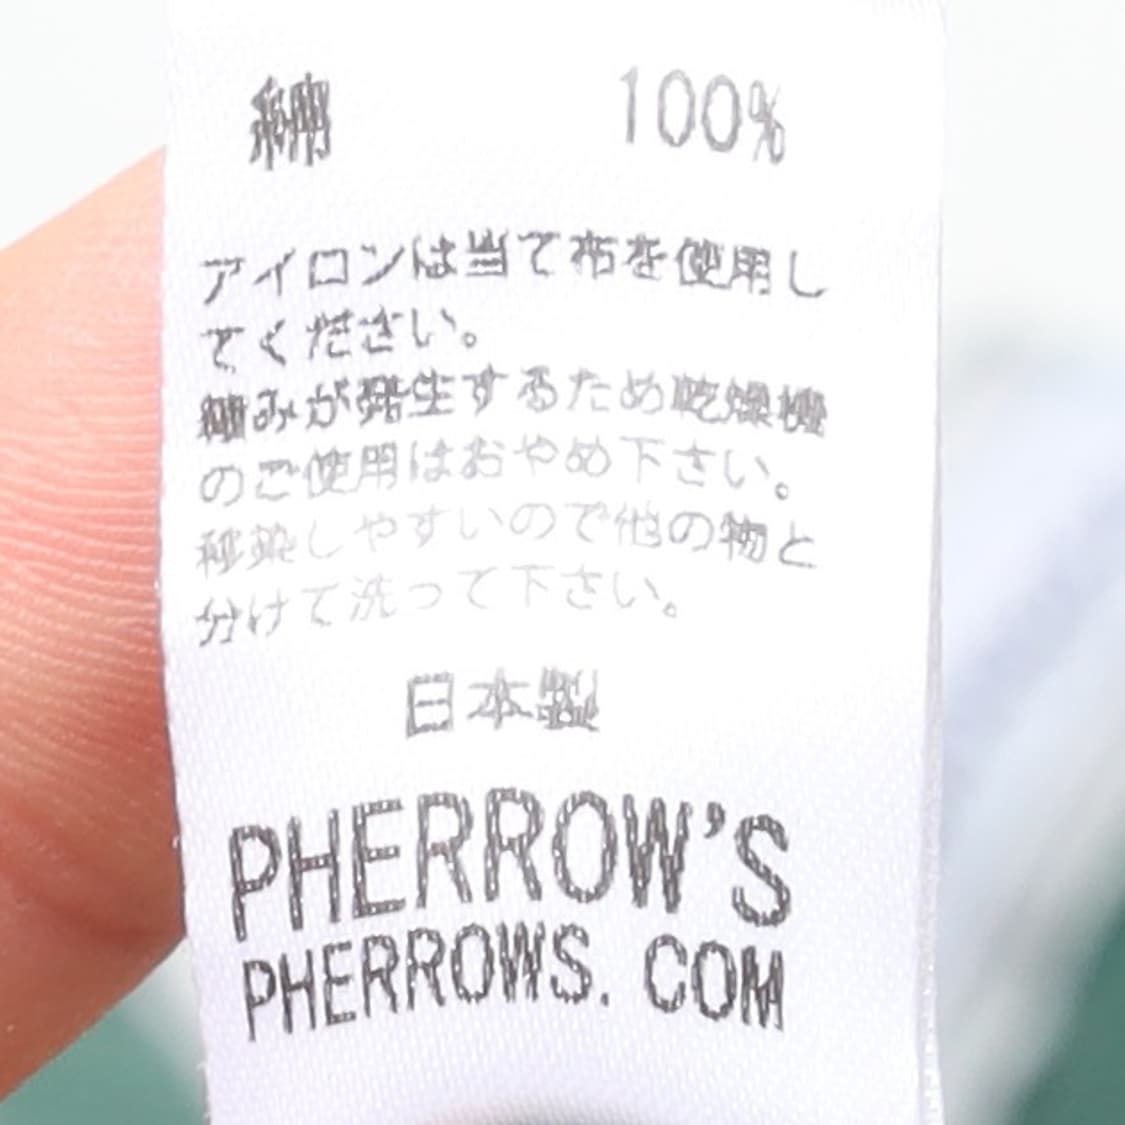 綿 100%
アイロンは当て布を使用し
てください。
縮みが発生するため乾燥機
のご使用はおやめ下さい。
移染しやすいので他の物と
分けて洗って下さい。
日本製
PHERROW'S
PHERROWS. COM